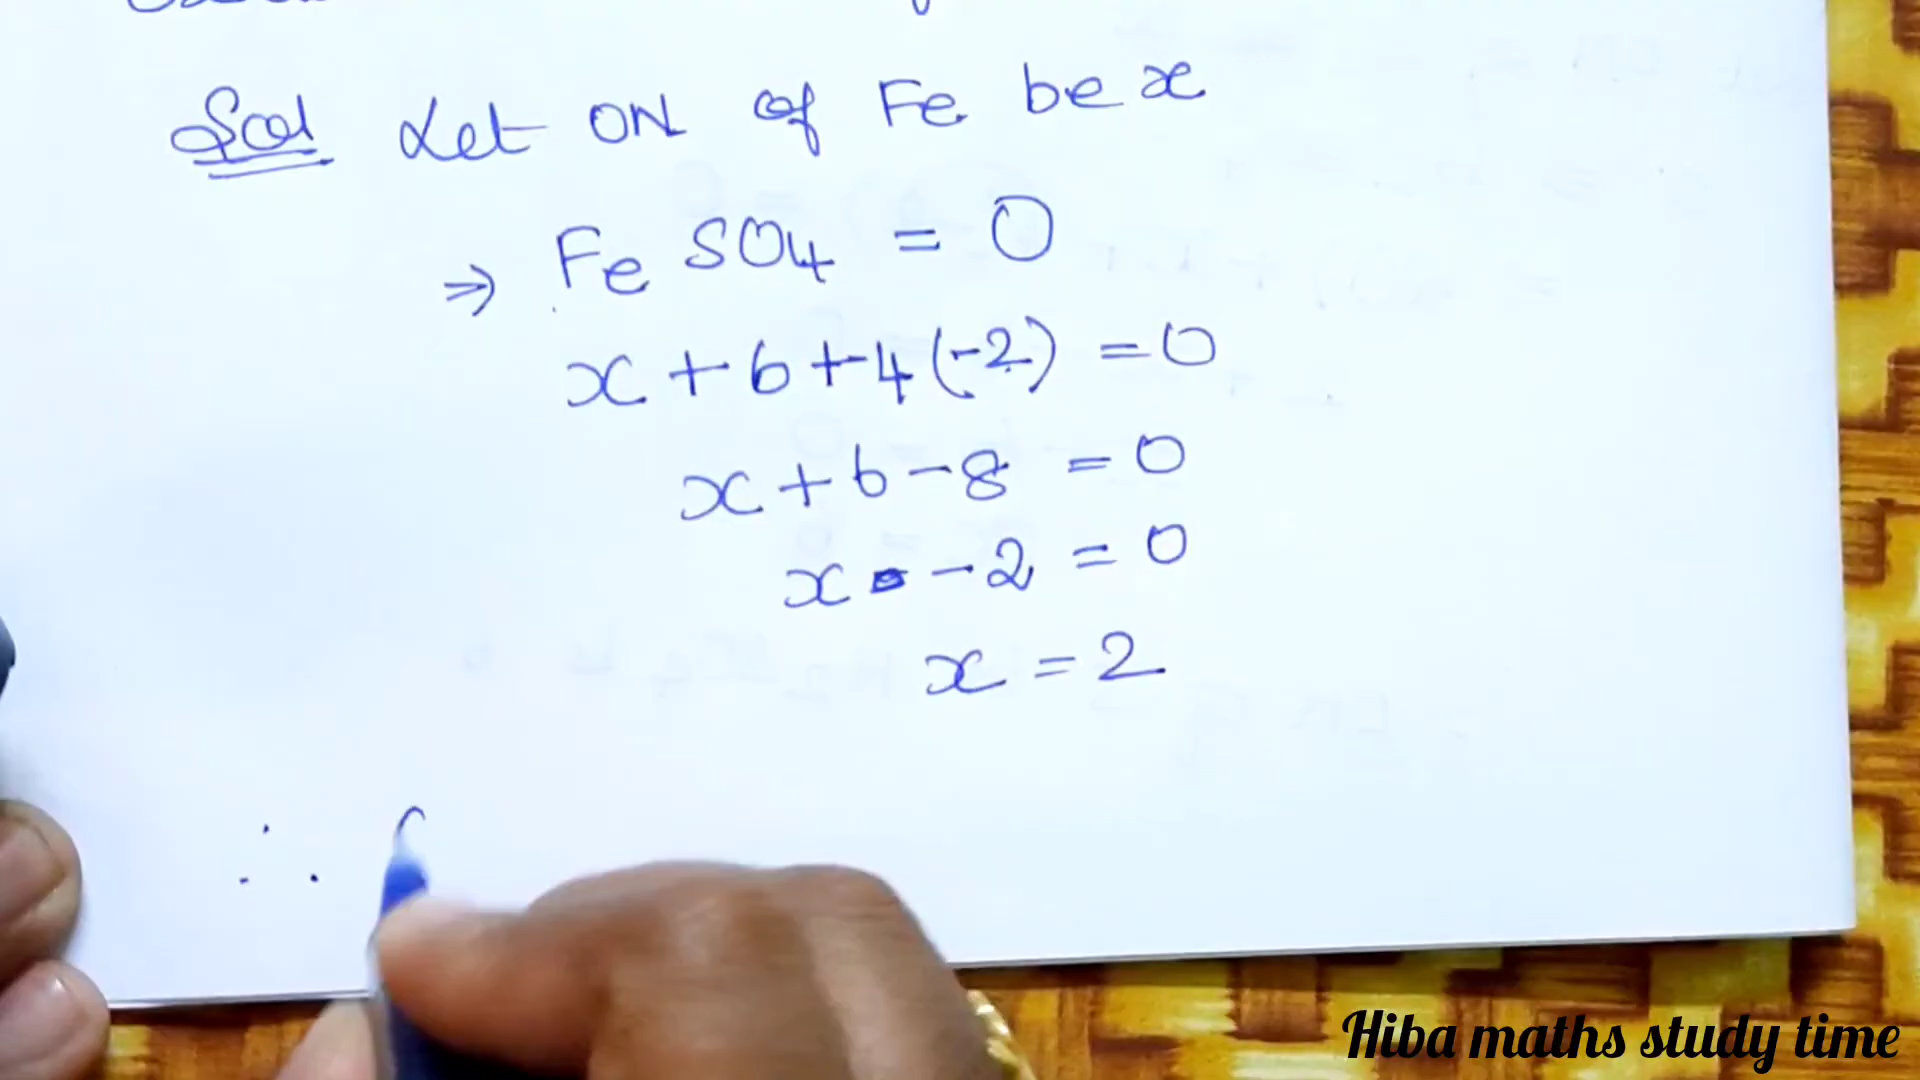 Sol Let ON of Fe be x
⇒ FeSO4 = 0
x + 6 + 4(-2) = 0
x + 6 - 8 = 0
x - 2 = 0
x = 2
∴
Hiba maths study time